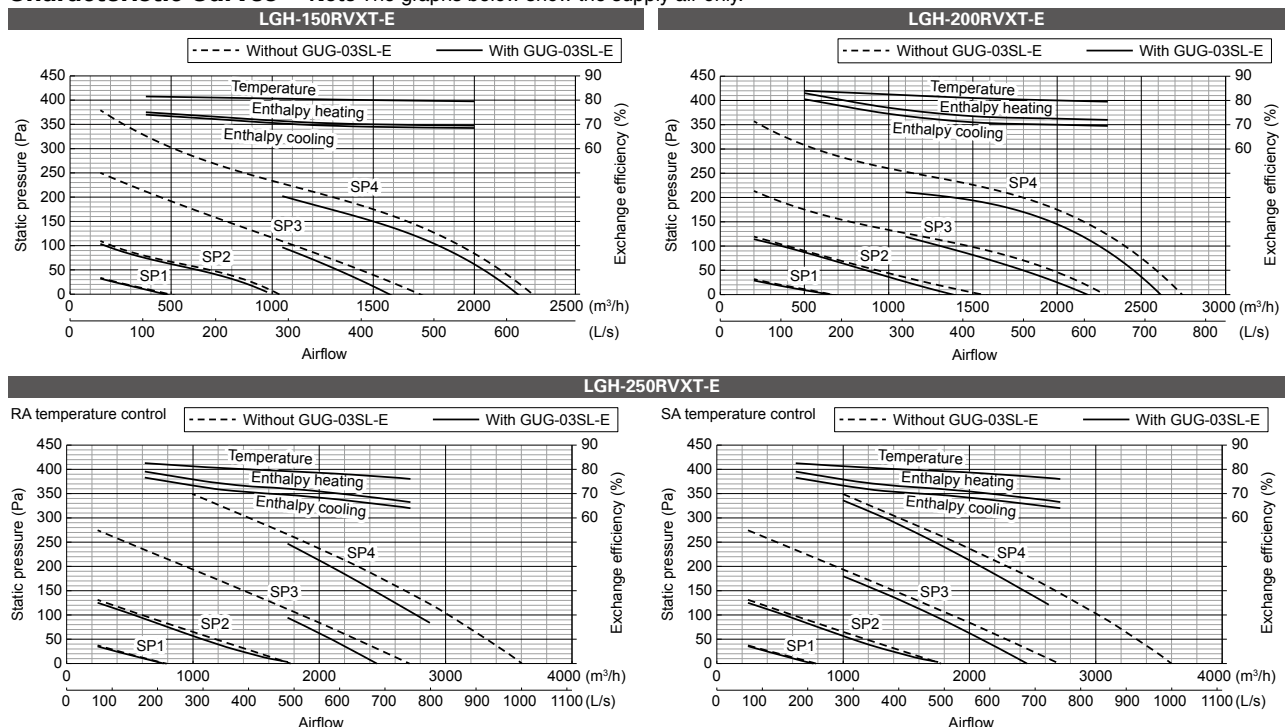 Characteristic Curves Note The graphs below show the supply air only.
LGH-150RVXT-E
Without GUG-03SL-E With GUG-03SL-E
450
400
350
300
250
200
150
100
50
0
Static pressure (Pa)
90
80
70
60
Exchange efficiency (%)
Temperature
Enthalpy heating
Enthalpy cooling
SP4
SP3
SP2
SP1
500 1000 1500 2000 2500 (m³/h)
0 100 200 300 400 500 600 (L/s)
Airflow
LGH-200RVXT-E
Without GUG-03SL-E With GUG-03SL-E
450
400
350
300
250
200
150
100
50
0
Static pressure (Pa)
90
80
70
60
Exchange efficiency (%)
Temperature
Enthalpy heating
Enthalpy cooling
SP4
SP3
SP2
SP1
500 1000 1500 2000 2500 3000 (m³/h)
0 100 200 300 400 500 600 700 800 (L/s)
Airflow
LGH-250RVXT-E
RA temperature control
Without GUG-03SL-E With GUG-03SL-E
450
400
350
300
250
200
150
100
50
0
Static pressure (Pa)
90
80
70
60
Exchange efficiency (%)
Temperature
Enthalpy heating
Enthalpy cooling
SP4
SP3
SP2
SP1
1000 2000 3000 4000 (m³/h)
0 100 200 300 400 500 600 700 800 900 1000 1100 (L/s)
Airflow
SA temperature control
Without GUG-03SL-E With GUG-03SL-E
450
400
350
300
250
200
150
100
50
0
Static pressure (Pa)
90
80
70
60
Exchange efficiency (%)
Temperature
Enthalpy heating
Enthalpy cooling
SP4
SP3
SP2
SP1
1000 2000 3000 4000 (m³/h)
0 100 200 300 400 500 600 700 800 900 1000 1100 (L/s)
Airflow